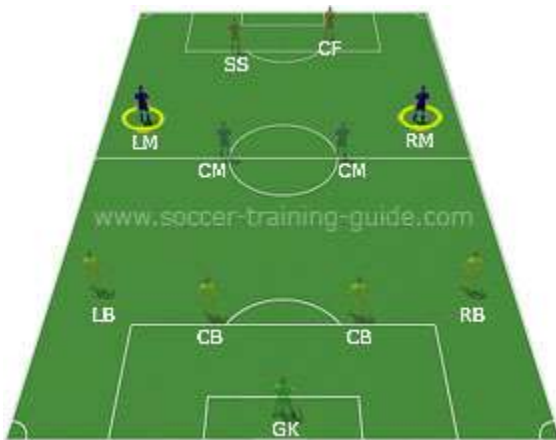 SS CF
LM RM
CM CM
www.soccer-training-guide.com
LB RB
CB CB
GK